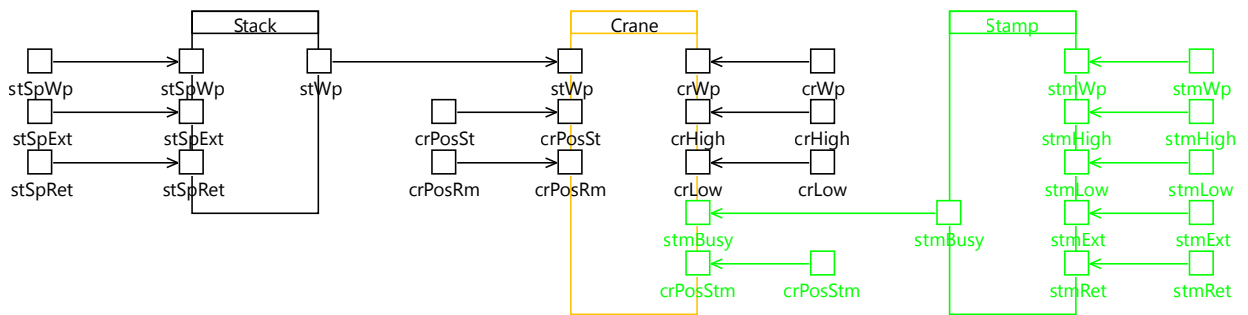 Stack Crane Stamp
stSpWp stSpWp stWp stWp crWp crWp stmWp stmWp
stSpExt stSpExt crPosSt crPosSt crHigh crHigh stmHigh stmHigh
stSpRet stSpRet crPosRm crPosRm crLow crLow stmLow stmLow
stmBusy stmBusy stmExt stmExt
crPosStm crPosStm stmRet stmRet